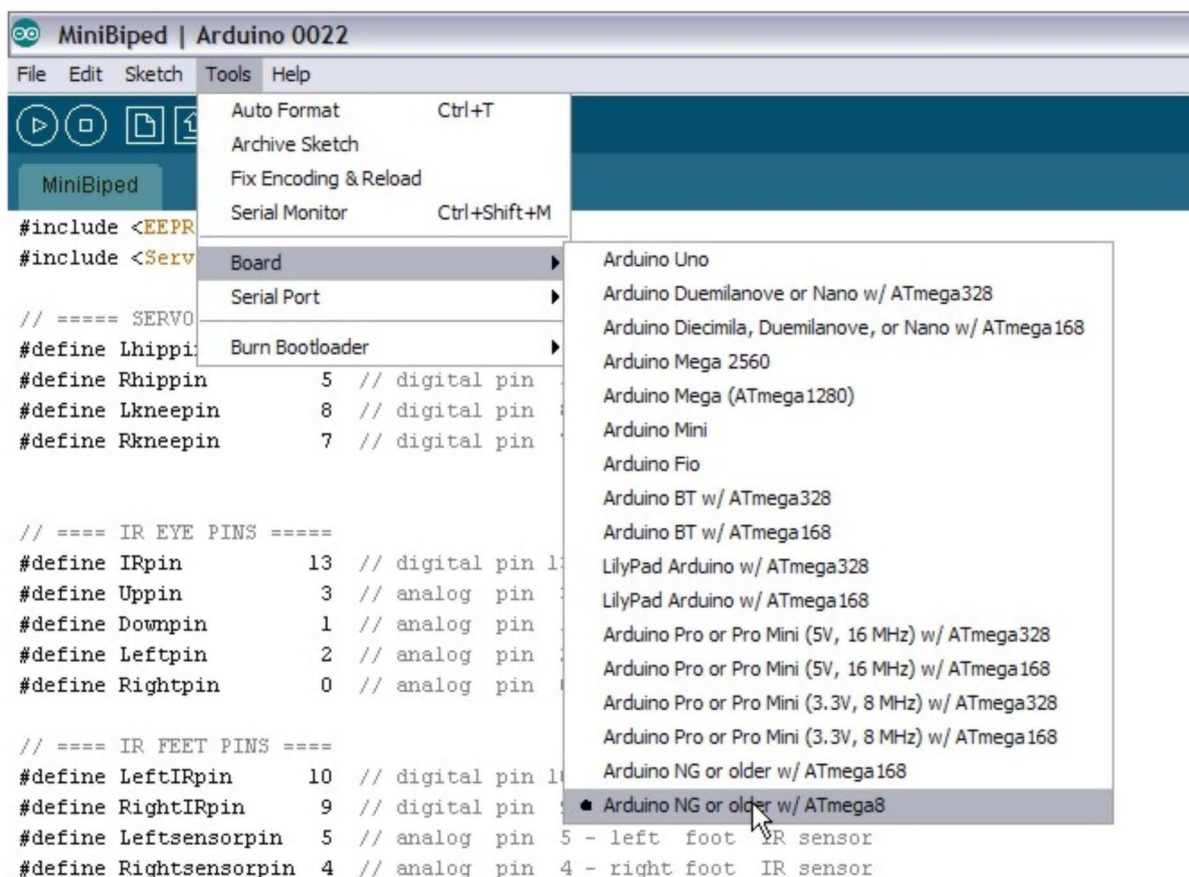 MiniBiped | Arduino 0022
File Edit Sketch Tools Help
Auto Format Ctrl+T
Archive Sketch
Fix Encoding & Reload
Serial Monitor Ctrl+Shift+M
Board
Serial Port
Burn Bootloader
Arduino Uno
Arduino Duemilanove or Nano w/ ATmega328
Arduino Diecimila, Duemilanove, or Nano w/ ATmega168
Arduino Mega 2560
Arduino Mega (ATmega1280)
Arduino Mini
Arduino Fio
Arduino BT w/ ATmega328
Arduino BT w/ ATmega168
LilyPad Arduino w/ ATmega328
LilyPad Arduino w/ ATmega168
Arduino Pro or Pro Mini (5V, 16 MHz) w/ ATmega328
Arduino Pro or Pro Mini (5V, 16 MHz) w/ ATmega168
Arduino Pro or Pro Mini (3.3V, 8 MHz) w/ ATmega328
Arduino Pro or Pro Mini (3.3V, 8 MHz) w/ ATmega168
Arduino NG or older w/ ATmega168
Arduino NG or older w/ ATmega8
MiniBiped
#include <EEPR
#include <Serv
// ===== SERVO
#define Lhippi
#define Rhippin 5 // digital pin
#define Lkneepin 8 // digital pin
#define Rkneepin 7 // digital pin
// ==== IR EYE PINS =====
#define IRpin 13 // digital pin 1
#define Uppin 3 // analog pin
#define Downpin 1 // analog pin
#define Leftpin 2 // analog pin
#define Rightpin 0 // analog pin
// ==== IR FEET PINS ====
#define LeftIRpin 10 // digital pin 1
#define RightIRpin 9 // digital pin
#define Leftsensorpin 5 // analog pin 5 - left foot IR sensor
#define Rightsensorpin 4 // analog pin 4 - right foot IR sensor